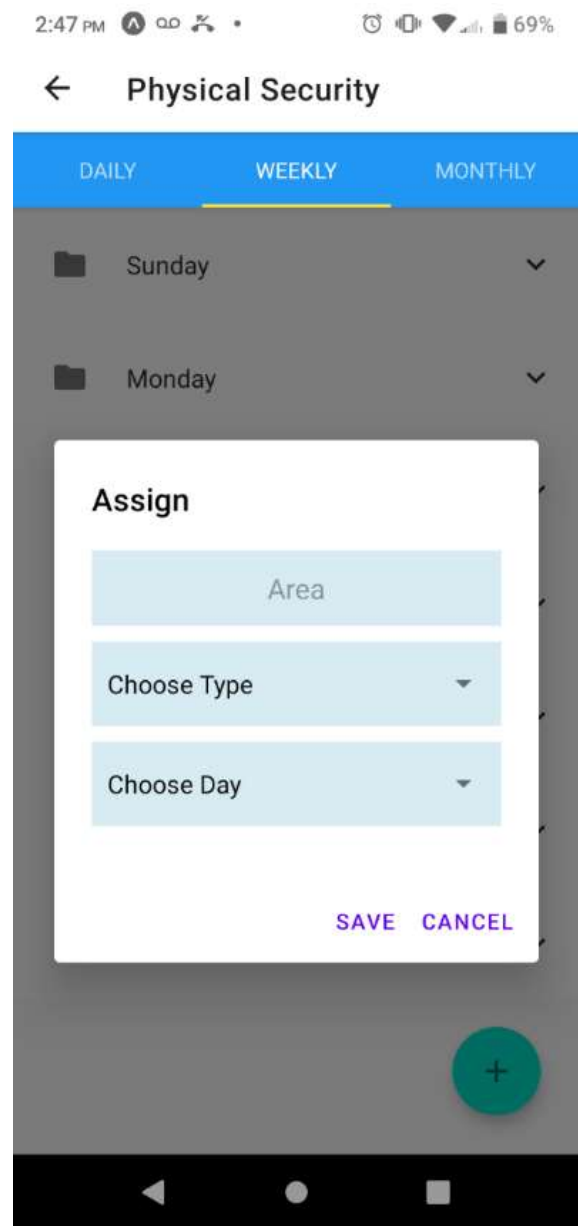 2:47 PM 69%
Physical Security
DAILY WEEKLY MONTHLY
Sunday
Monday
Assign
Area
Choose Type
Choose Day
SAVE CANCEL